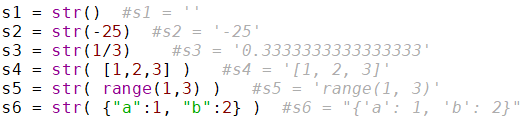 s1 = str()  #s1 = ''
s2 = str(-25)  #s2 = '-25'
s3 = str(1/3)    #s3 = '0.3333333333333333'
s4 = str( [1,2,3] )   #s4 = '[1, 2, 3]'
s5 = str( range(1,3) )   #s5 = 'range(1, 3)'
s6 = str( {"a":1, "b":2} )  #s6 = "{'a': 1, 'b': 2}"